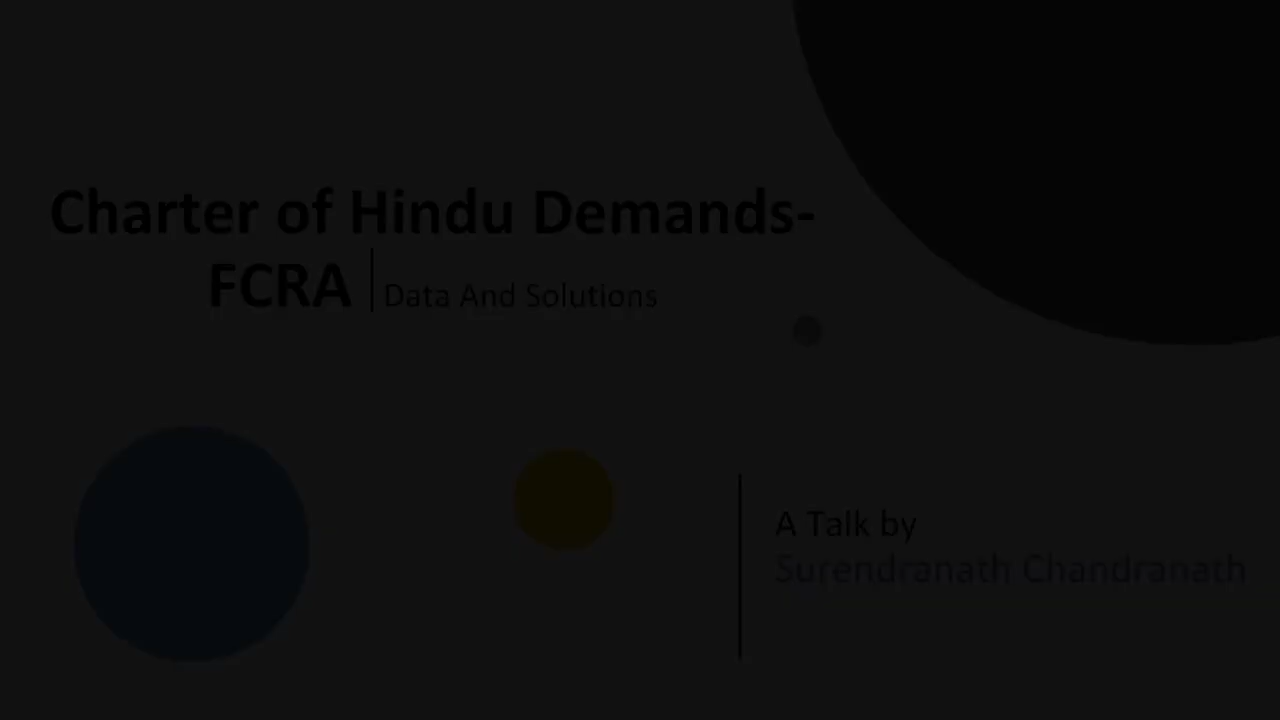 Charter of Hindu Demands-
FCRA Data And Solutions
A Talk by
Surendranath Chandranath